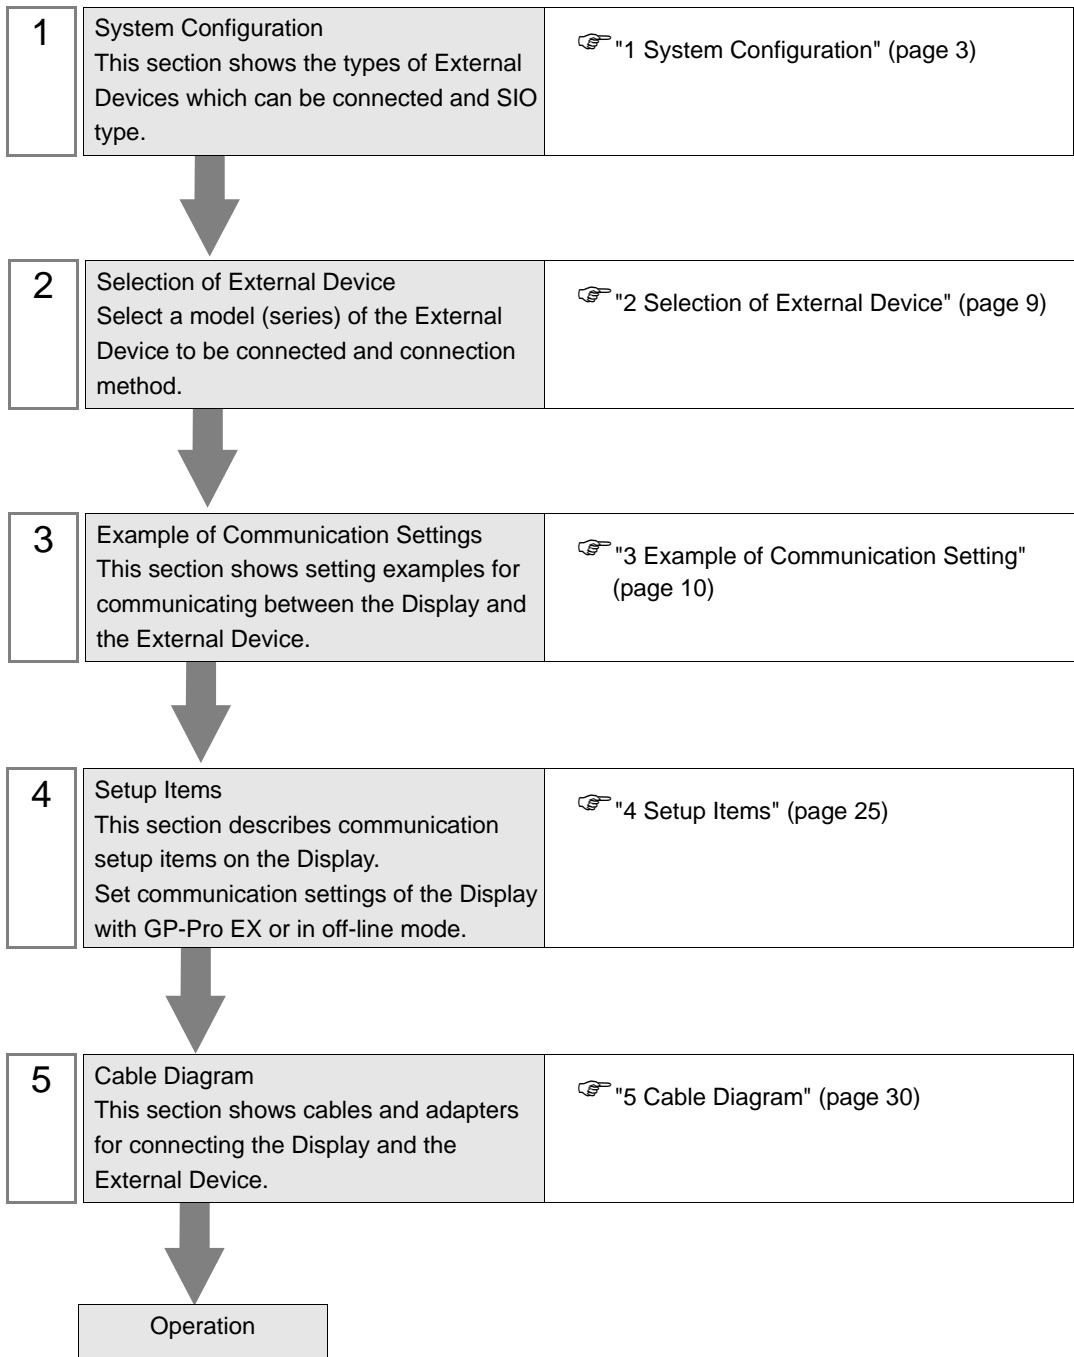 1
System Configuration
This section shows the types of External
Devices which can be connected and SIO
type.
☞"1 System Configuration" (page 3)
2
Selection of External Device
Select a model (series) of the External
Device to be connected and connection
method.
☞"2 Selection of External Device" (page 9)
3
Example of Communication Settings
This section shows setting examples for
communicating between the Display and
the External Device.
☞"3 Example of Communication Setting"
(page 10)
4
Setup Items
This section describes communication
setup items on the Display.
Set communication settings of the Display
with GP-Pro EX or in off-line mode.
☞"4 Setup Items" (page 25)
5
Cable Diagram
This section shows cables and adapters
for connecting the Display and the
External Device.
☞"5 Cable Diagram" (page 30)
Operation